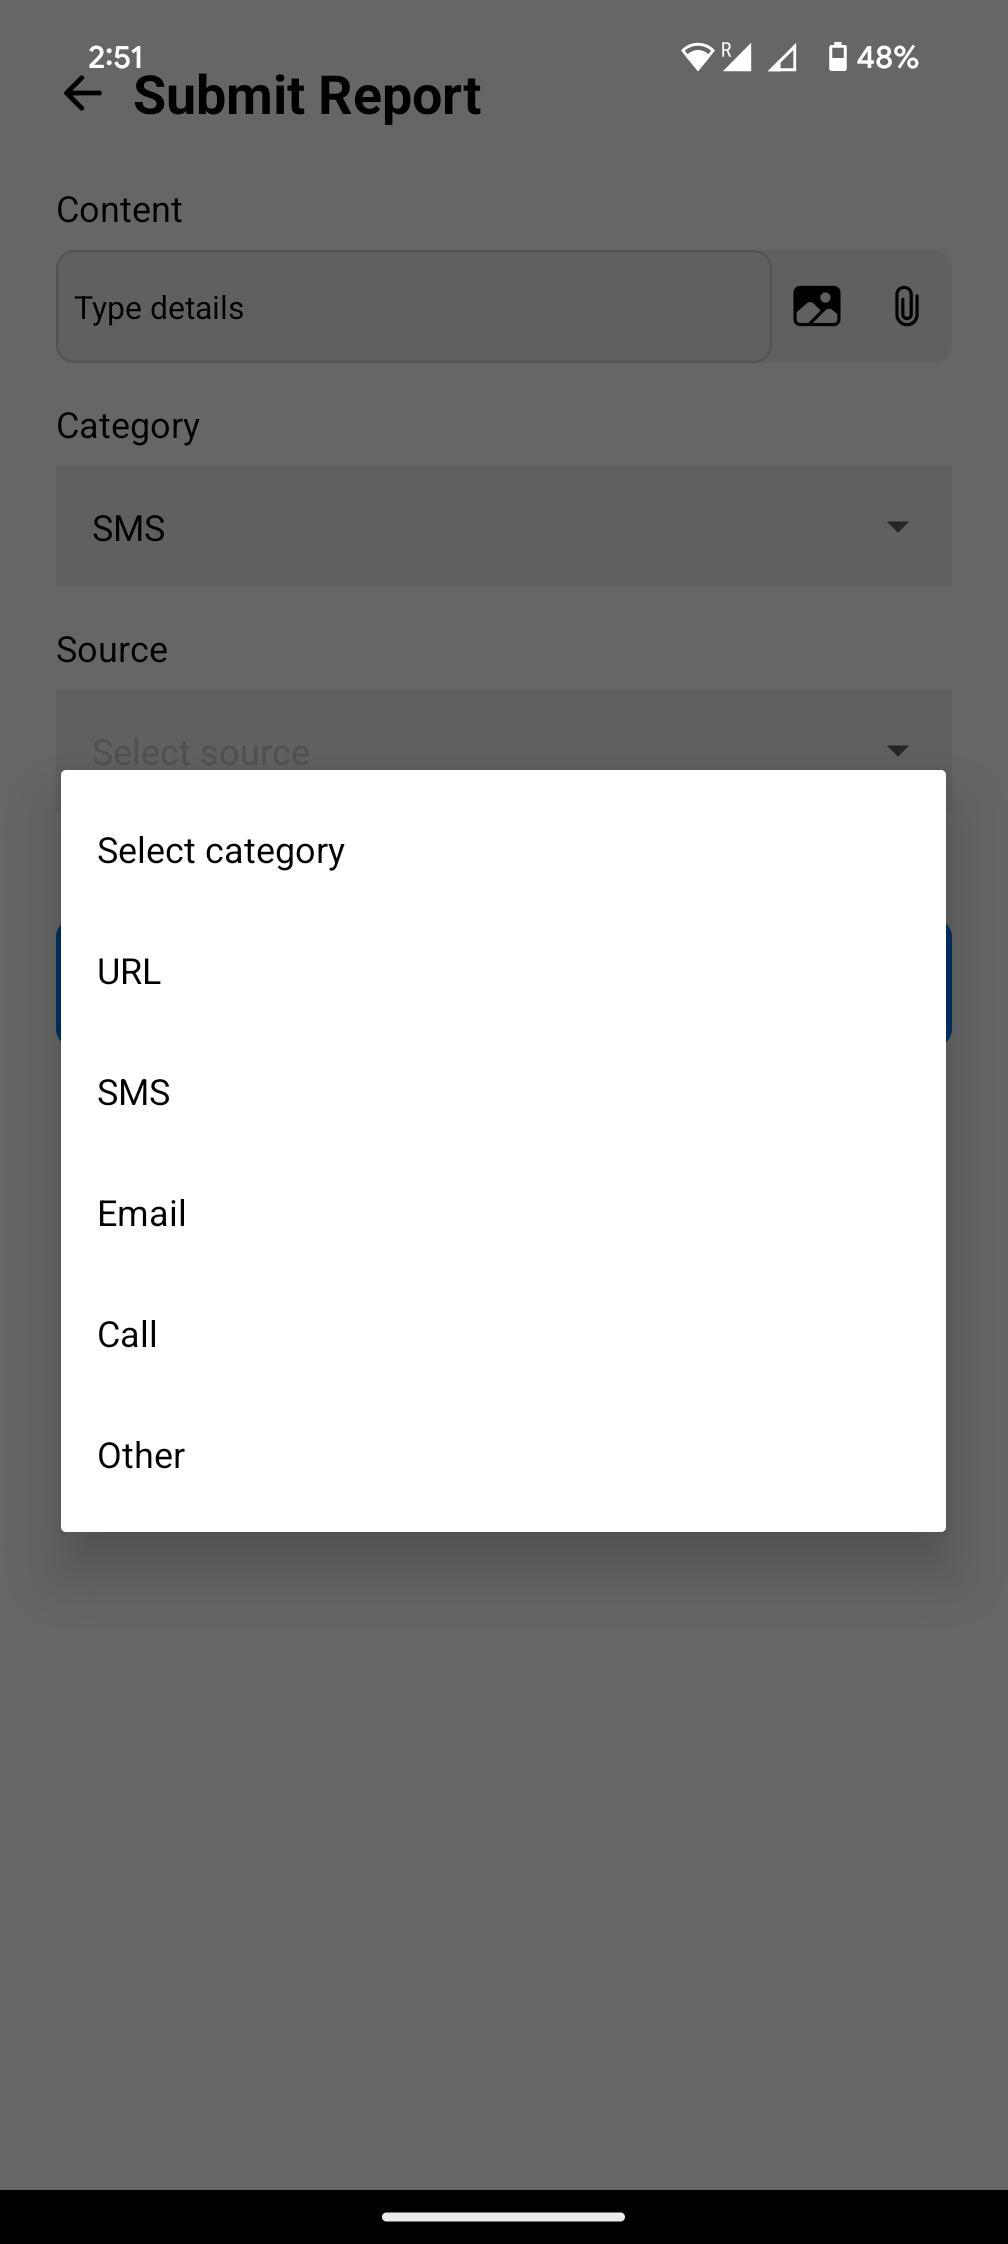 2:51
R
48%
Submit Report
Content
Type details
Category
SMS
Source
Select source
Select category
URL
SMS
Email
Call
Other